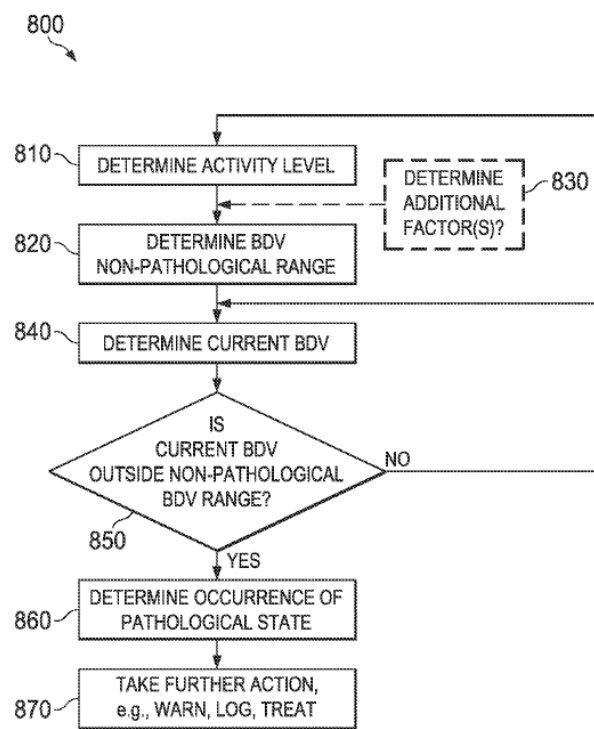 800
810
DETERMINE ACTIVITY LEVEL
DETERMINE
ADDITIONAL
FACTOR(S)?
830
820
DETERMINE BDV
NON-PATHOLOGICAL RANGE
840
DETERMINE CURRENT BDV
IS
CURRENT BDV
OUTSIDE NON-PATHOLOGICAL
BDV RANGE?
NO
850
YES
860
DETERMINE OCCURRENCE OF
PATHOLOGICAL STATE
870
TAKE FURTHER ACTION,
e.g., WARN, LOG, TREAT